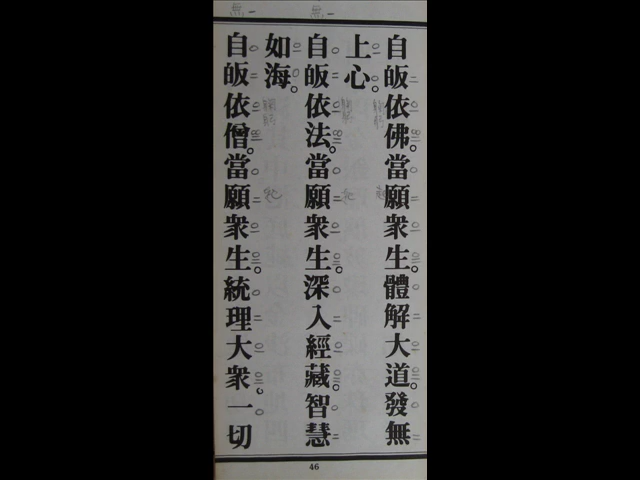 自皈依佛。當願衆生。體解大道。發無
上心。
自皈依法。當願衆生。深入經藏。智慧
如海。
自皈依僧。當願衆生。統理大衆。一切
46